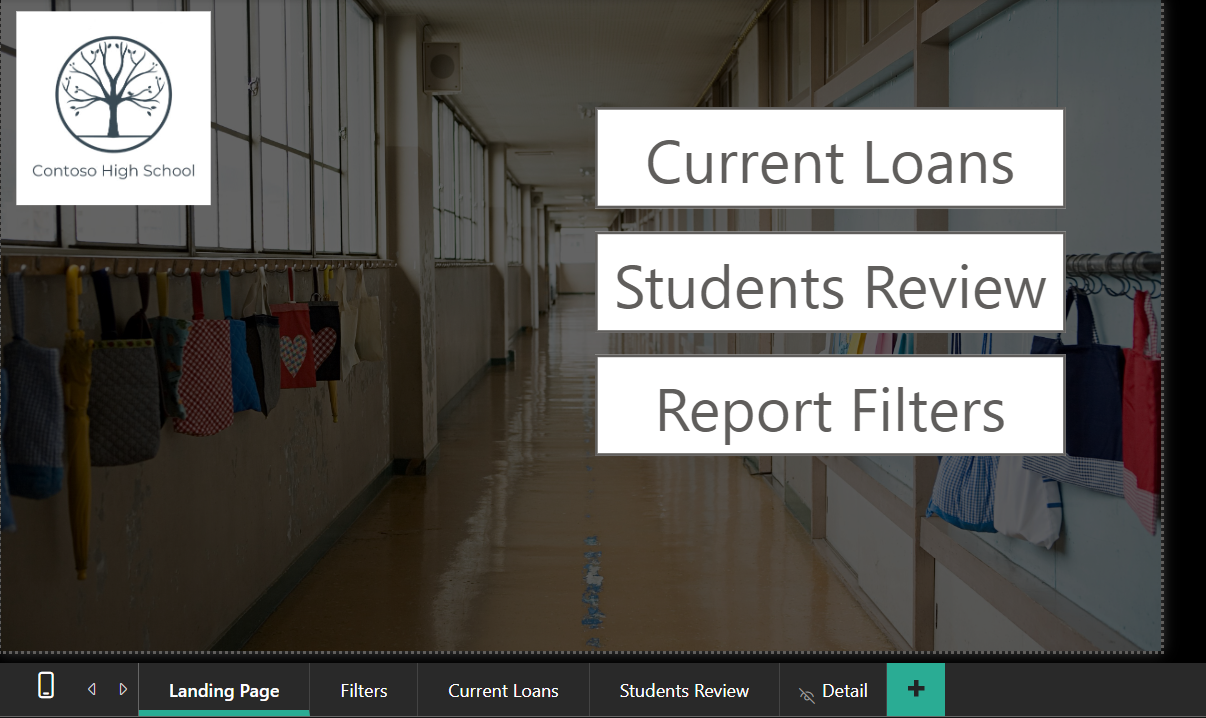 Contoso High School
Current Loans
Students Review
Report Filters
Landing Page
Filters
Current Loans
Students Review
Detail